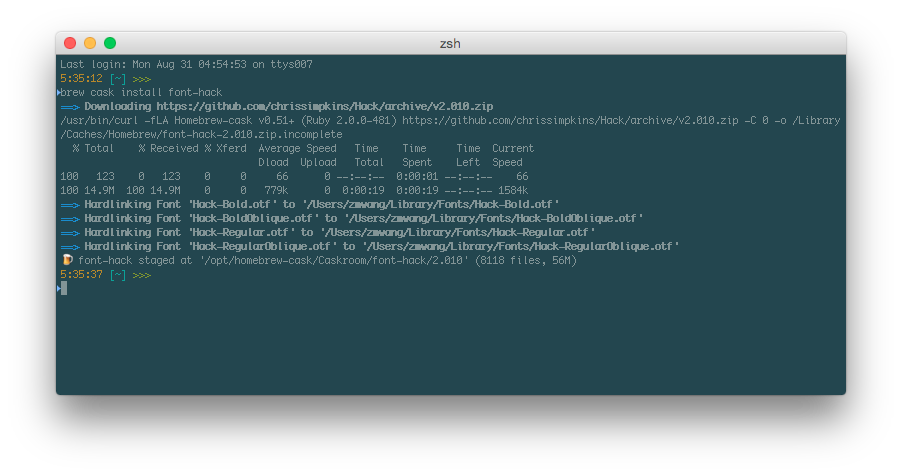 zsh
Last login: Mon Aug 31 04:54:53 on ttys007
5:35:12 [~] >>>
brew cask install font-hack
==> Downloading https://github.com/chrissimpkins/Hack/archive/v2.010.zip
/usr/bin/curl -fLA Homebrew-cask v0.51+ (Ruby 2.0.0-481) https://github.com/chrissimpkins/Hack/archive/v2.010.zip -C 0 -o /Library
/Caches/Homebrew/font-hack-2.010.zip.incomplete
  % Total    % Received % Xferd  Average Speed   Time    Time     Time  Current
                                 Dload  Upload   Total   Spent    Left  Speed
100   123    0   123    0     0     66      0 --:--:--  0:00:01 --:--:--    66
100 14.9M  100 14.9M    0     0   779k      0  0:00:19  0:00:19 --:--:-- 1584k
==> Hardlinking Font 'Hack-Bold.otf' to '/Users/zmwang/Library/Fonts/Hack-Bold.otf'
==> Hardlinking Font 'Hack-BoldOblique.otf' to '/Users/zmwang/Library/Fonts/Hack-BoldOblique.otf'
==> Hardlinking Font 'Hack-Regular.otf' to '/Users/zmwang/Library/Fonts/Hack-Regular.otf'
==> Hardlinking Font 'Hack-RegularOblique.otf' to '/Users/zmwang/Library/Fonts/Hack-RegularOblique.otf'
🍺 font-hack staged at '/opt/homebrew-cask/Caskroom/font-hack/2.010' (8118 files, 56M)
5:35:37 [~] >>>